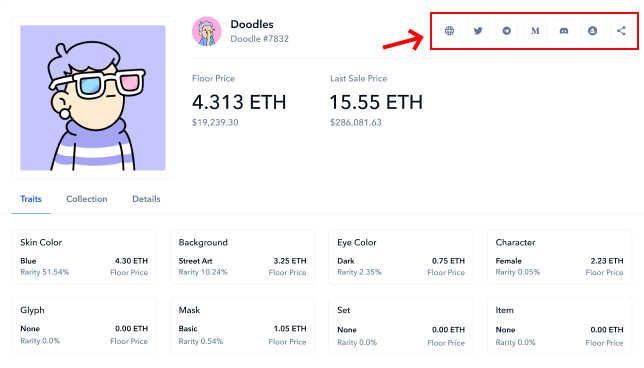 Doodles
Doodle #7832
Floor Price
Last Sale Price
4.313 ETH
15.55 ETH
$19,239.30
$286,081.63
Traits
Collection
Details
Skin Color
Blue
4.30 ETH
Rarity 51.54%
Floor Price
Background
Street Art
3.25 ETH
Rarity 10.24%
Floor Price
Eye Color
Dark
0.75 ETH
Rarity 2.35%
Floor Price
Character
Female
2.23 ETH
Rarity 0.05%
Floor Price
Glyph
None
0.00 ETH
Rarity 0.0%
Floor Price
Mask
Basic
1.05 ETH
Rarity 0.54%
Floor Price
Set
None
0.00 ETH
Rarity 0.0%
Floor Price
Item
None
0.00 ETH
Rarity 0.0%
Floor Price